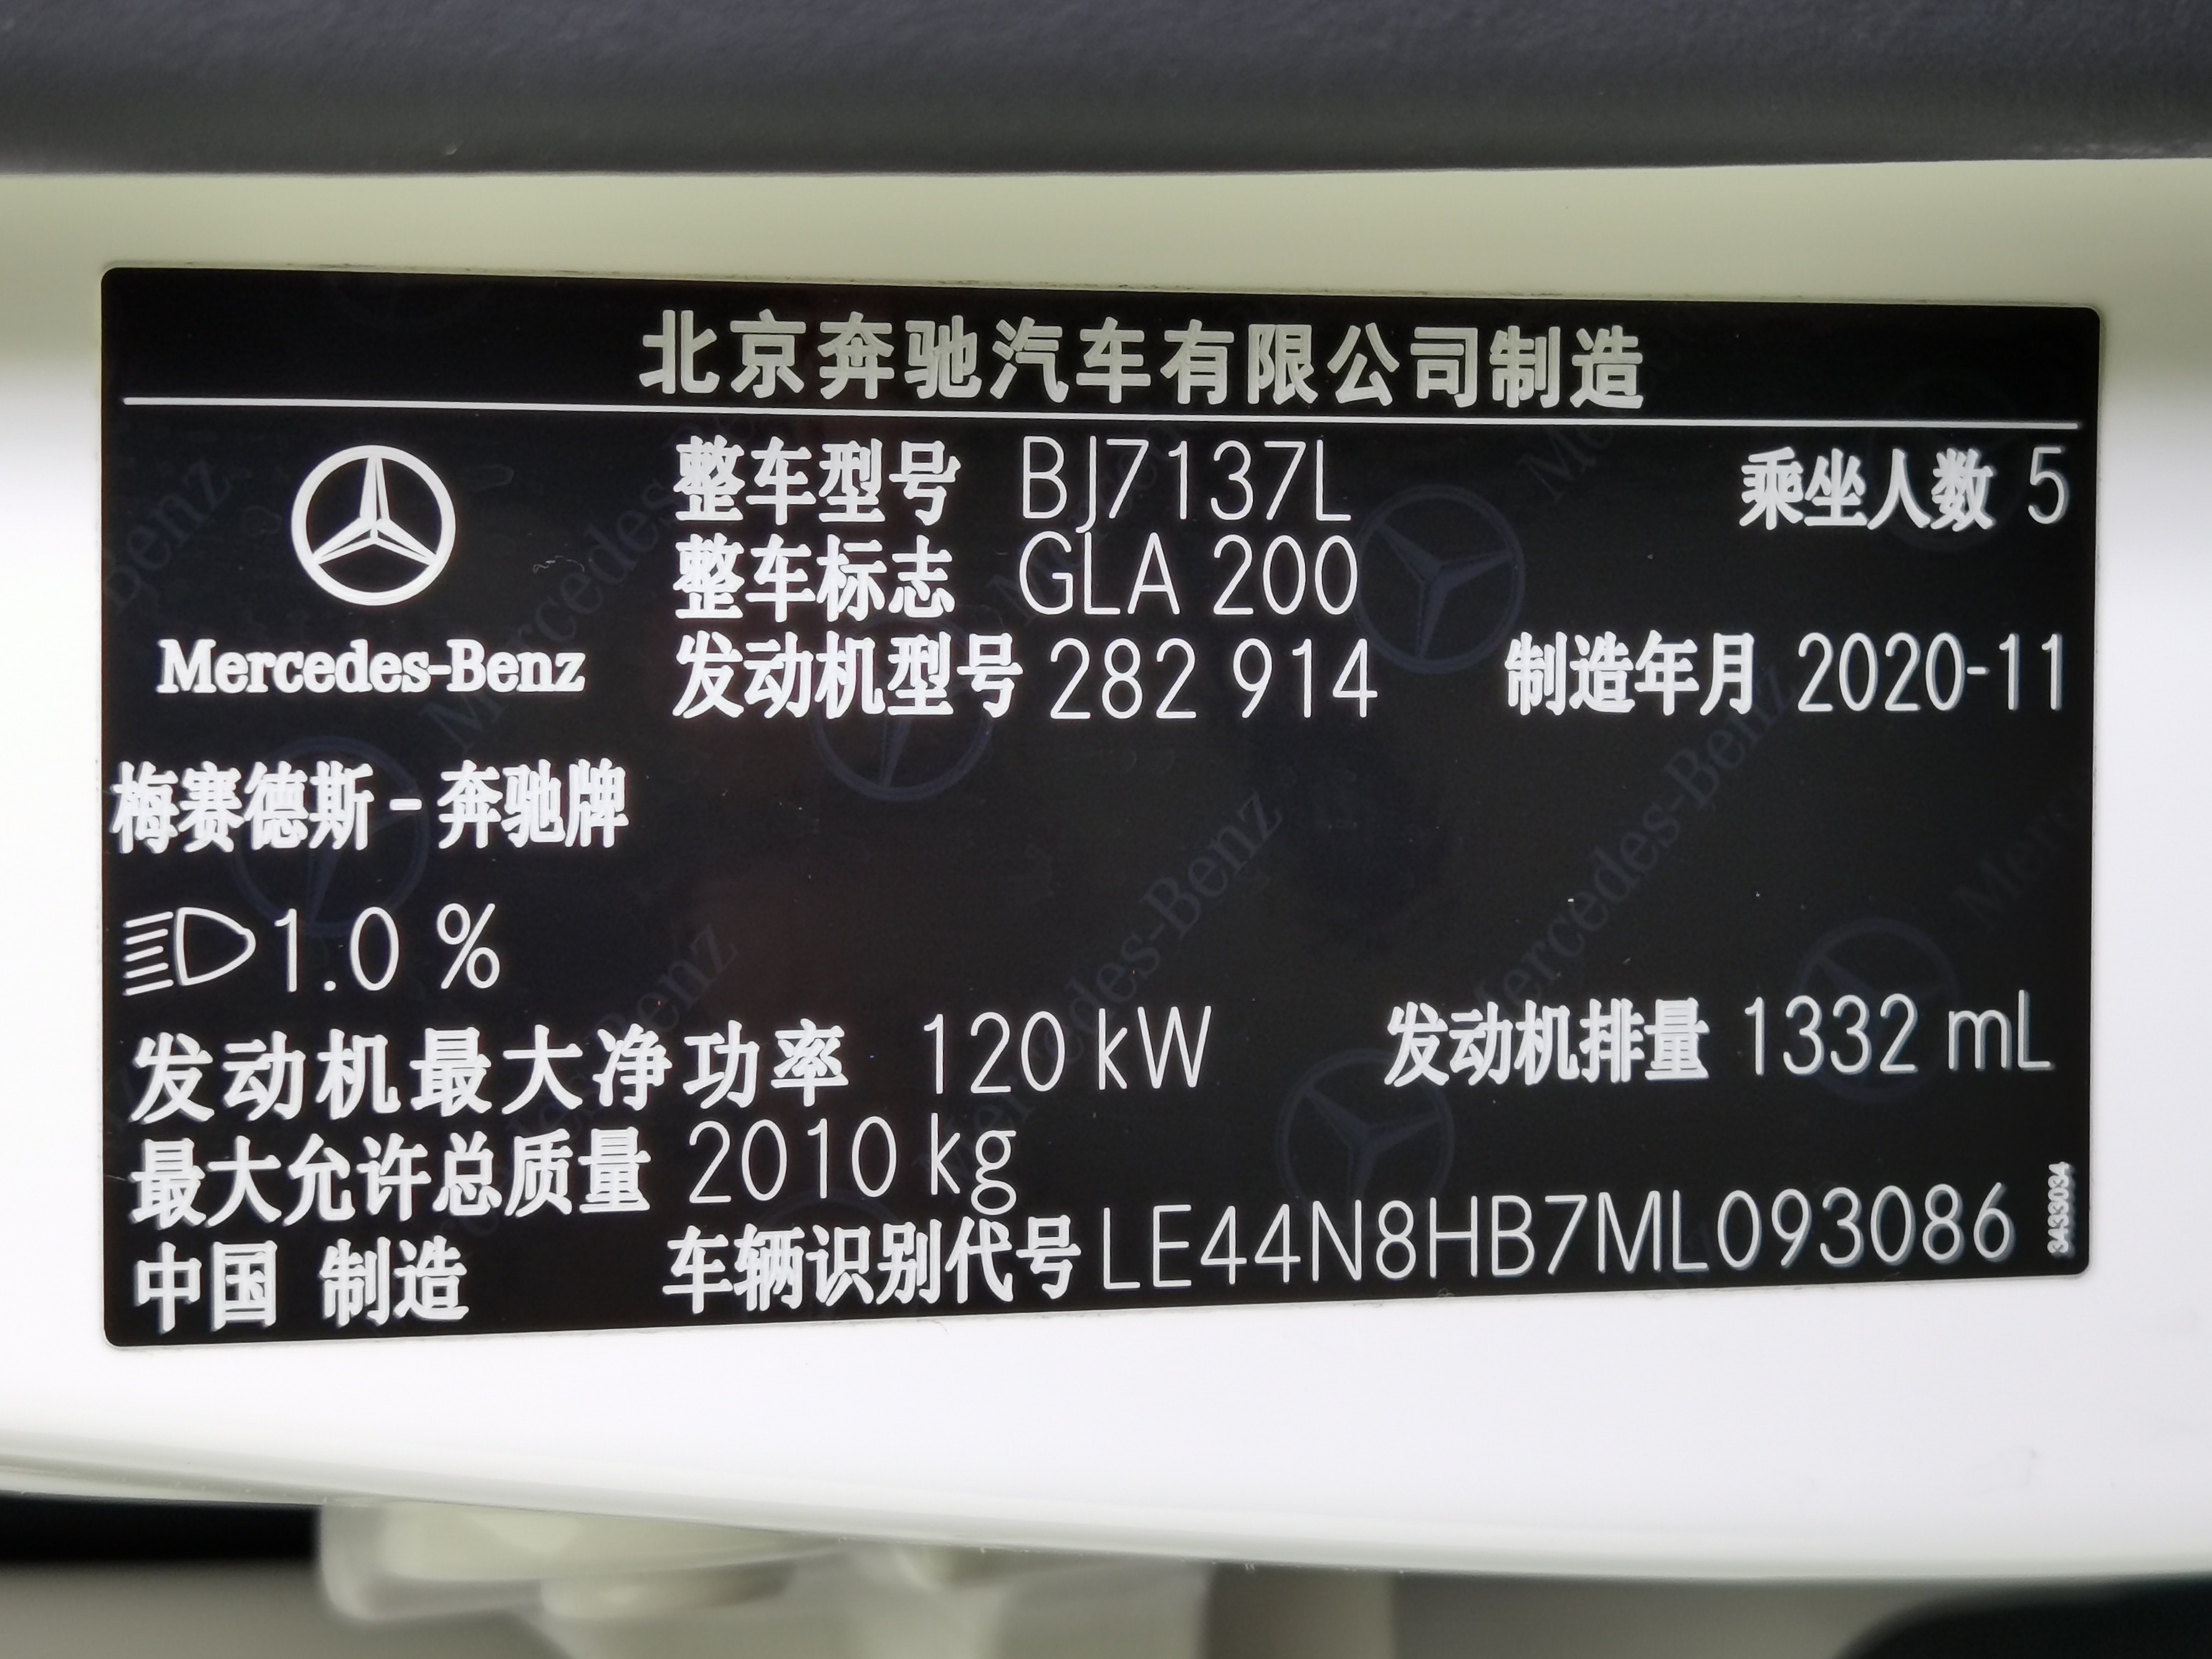 北京奔驰汽车有限公司制造
整车型号 BJ7137L 乘坐人数 5
整车标志 GLA 200
Mercedes-Benz
发动机型号 282 914 制造年月 2020-11
梅赛德斯-奔驰牌
1.0 %
发动机最大净功率 120 kW 发动机排量 1332 mL
最大允许总质量 2010 kg
中国 制造 车辆识别代号 LE44N8HB7ML093086
3433034